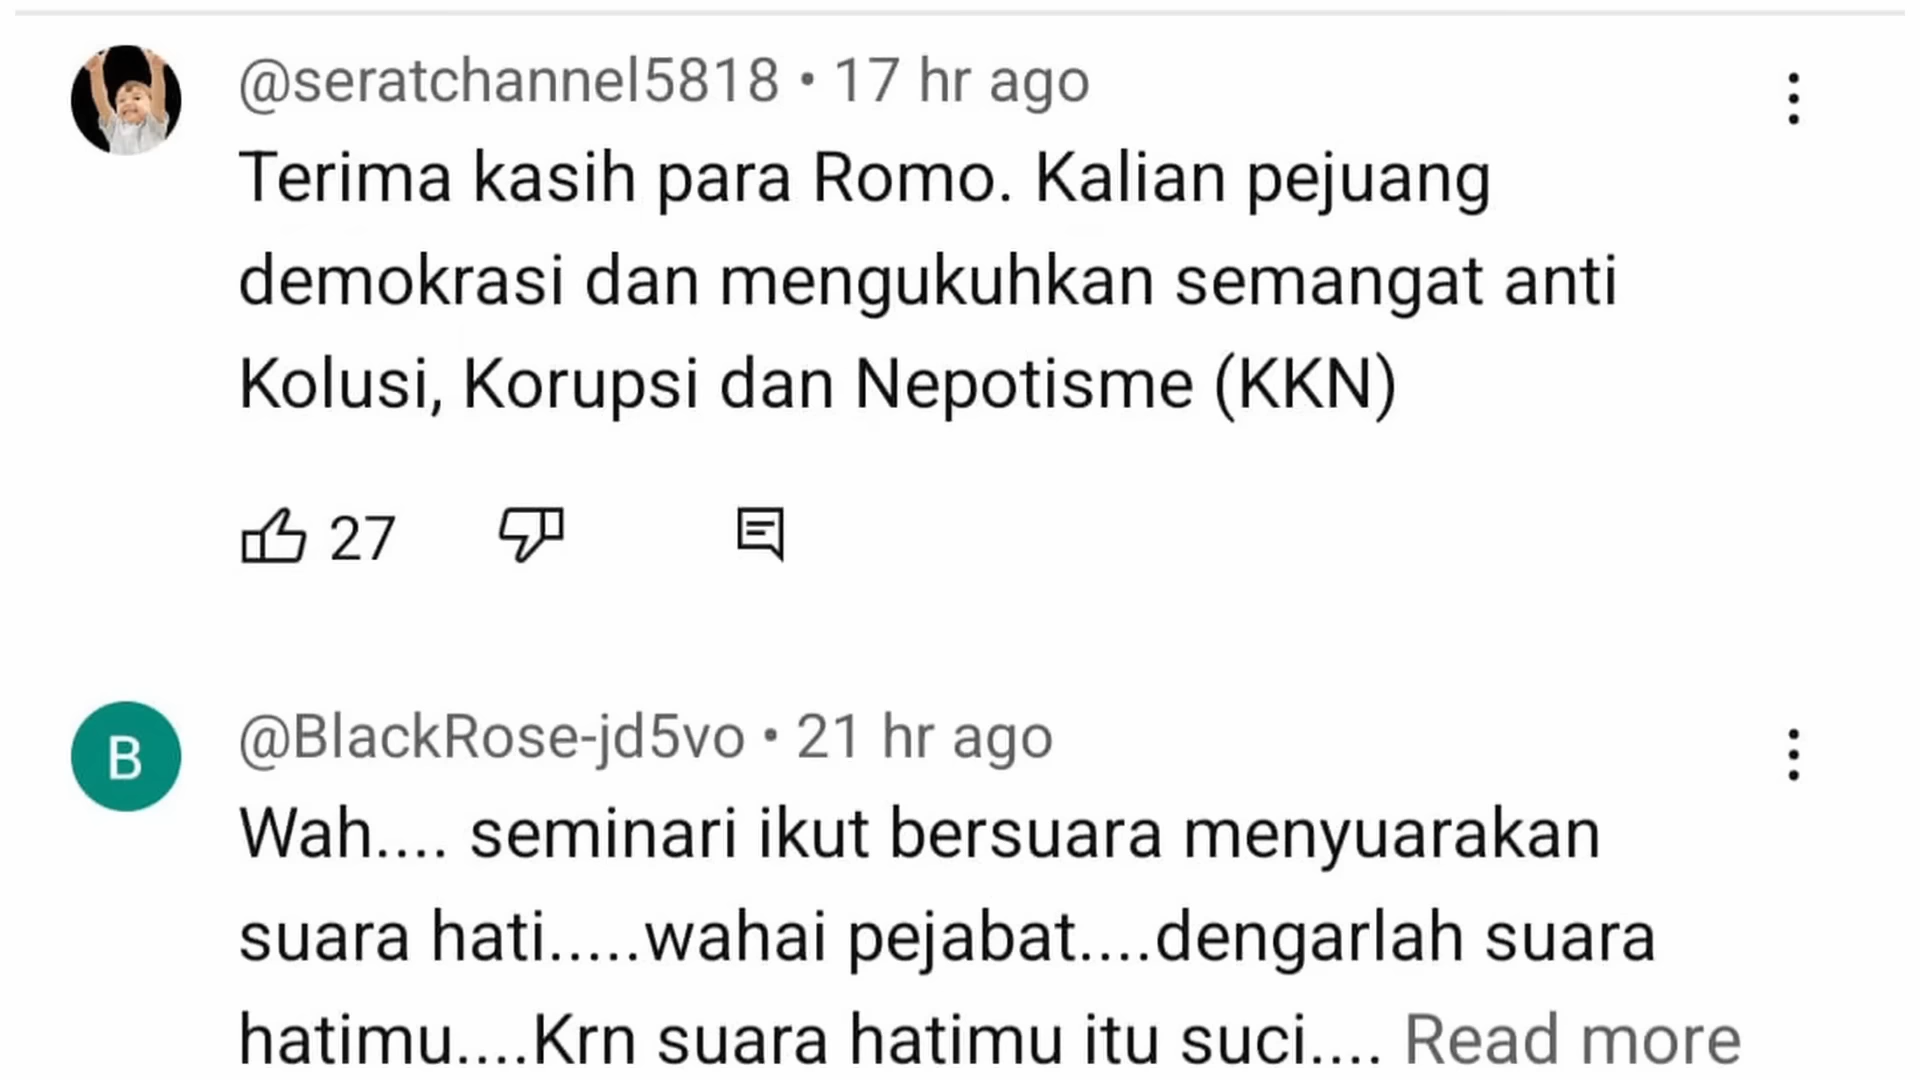 @seratchannel5818 • 17 hr ago
Terima kasih para Romo. Kalian pejuang
demokrasi dan mengukuhkan semangat anti
Kolusi, Korupsi dan Nepotisme (KKN)
27
B
@BlackRose-jd5vo • 21 hr ago
Wah.... seminari ikut bersuara menyuarakan
suara hati.....wahai pejabat....dengarlah suara
hatimu....Krn suara hatimu itu suci.... Read more